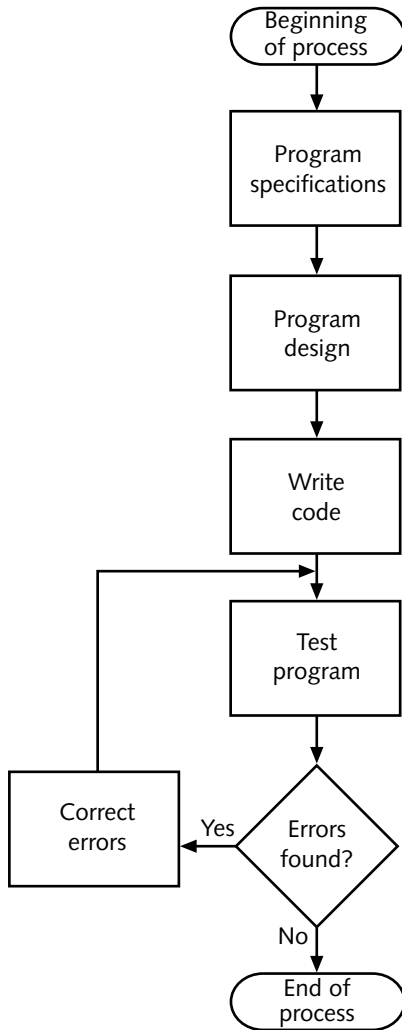 Beginning
of process
Program
specifications
Program
design
Write
code
Test
program
Correct
errors
Yes
Errors
found?
No
End of
process